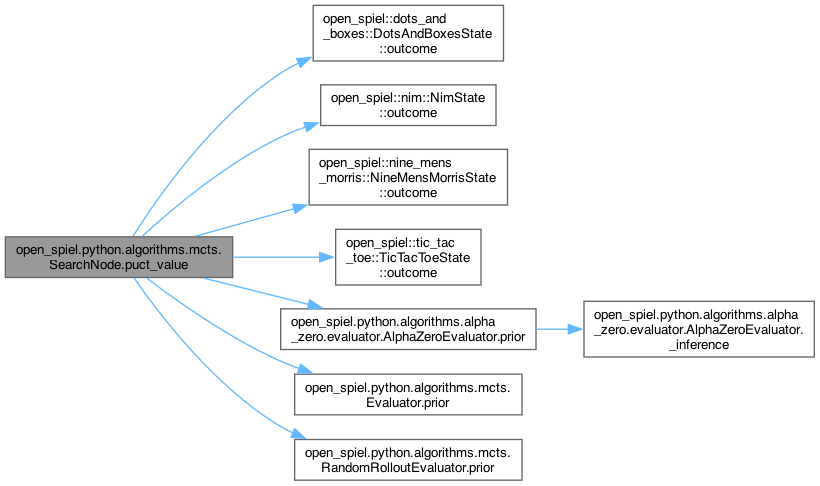 open_spiel::dots_and
_boxes::DotsAndBoxesState
::outcome
open_spiel::nim::NimState
::outcome
open_spiel::nine_mens
_morris::NineMensMorrisState
::outcome
open_spiel.python.algorithms.mcts.
SearchNode.puct_value
open_spiel::tic_tac
_toe::TicTacToeState
::outcome
open_spiel.python.algorithms.alpha
_zero.evaluator.AlphaZeroEvaluator.prior
open_spiel.python.algorithms.alpha
_zero.evaluator.AlphaZeroEvaluator.
_inference
open_spiel.python.algorithms.mcts.
Evaluator.prior
open_spiel.python.algorithms.mcts.
RandomRolloutEvaluator.prior